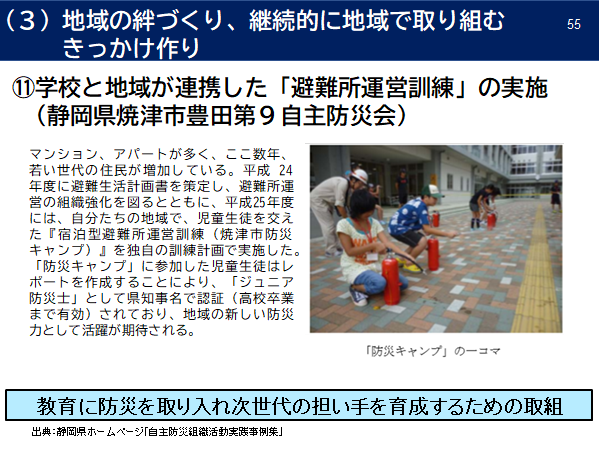 （３）地域の絆づくり、継続的に地域で取り組む
きっかけ作り
55
⑪学校と地域が連携した「避難所運営訓練」の実施
（静岡県焼津市豊田第９自主防災会）
マンション、アパートが多く、ここ数年、
若い世代の住民が増加している。平成 24
年度に避難生活計画書を策定し、避難所運
営の組織強化を図るとともに、平成25年度
には、自分たちの地域で、児童生徒を交え
た『宿泊型避難所運営訓練（焼津市防災
キャンプ）』を独自の訓練計画で実施した。
「防災キャンプ」に参加した児童生徒はレ
ポートを作成することにより、「ジュニア
防災士」として県知事名で認証（高校卒業
まで有効）されており、地域の新しい防災
力として活躍が期待される。
「防災キャンプ」の一コマ
教育に防災を取り入れ次世代の担い手を育成するための取組
出典：静岡県ホームページ「自主防災組織活動実践事例集」